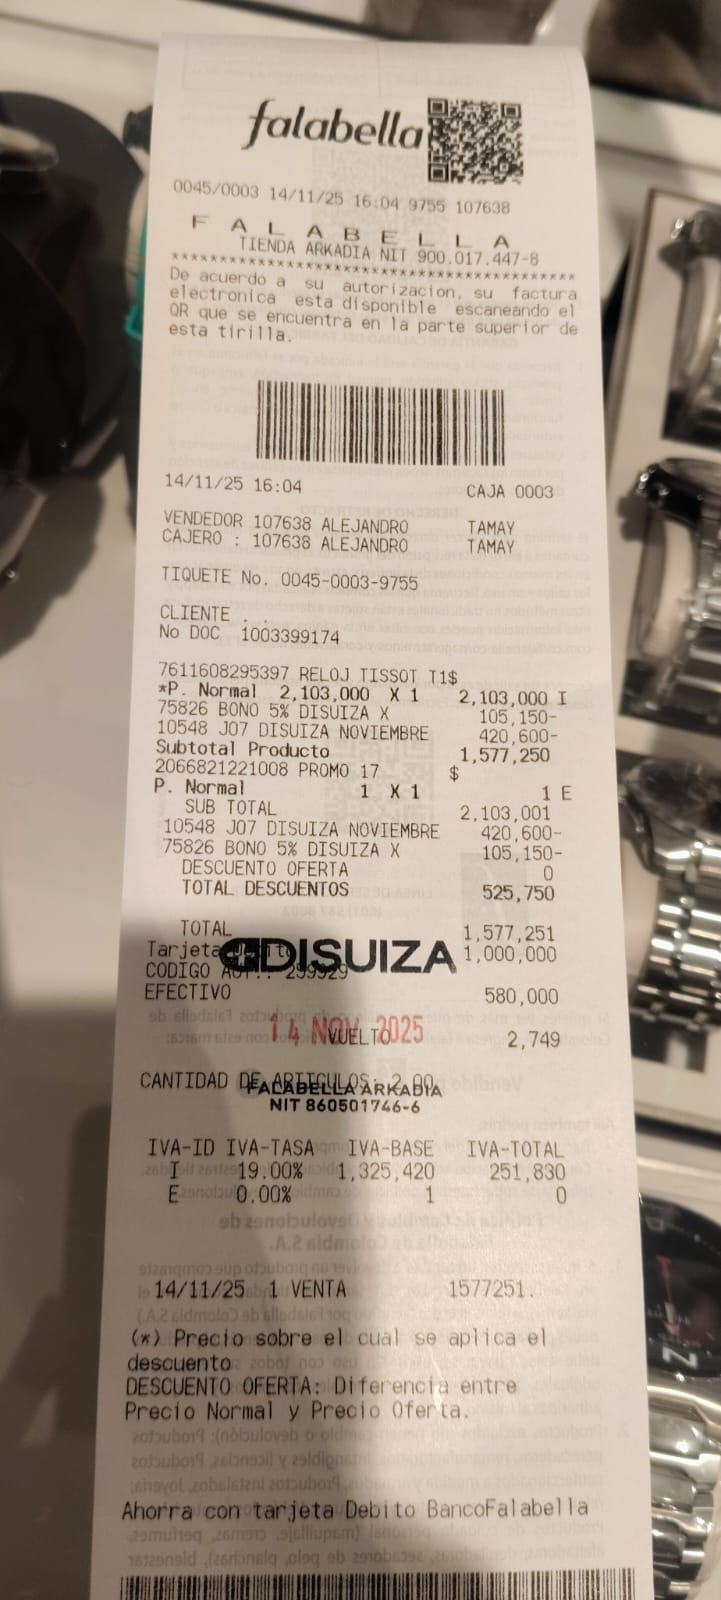 falabella
0045/0003 14/11/25 16:04 9755 107638
F A L A B E L L A
TIENDA ARKADIA NIT 900.017.447-8
****************************************
De acuerdo a su autorizacion, su factura
electronica esta disponible escaneando el
QR que se encuentra en la parte superior de
esta tirilla.
14/11/25 16:04 CAJA 0003
VENDEDOR 107638 ALEJANDRO TAMAY
CAJERO : 107638 ALEJANDRO TAMAY
TIQUETE No. 0045-0003-9755
CLIENTE . .
No DOC 1003399174
7611608295397 RELOJ TISSOT T1$
*P. Normal 2,103,000 X 1 2,103,000 I
75826 BONO 5% DISUIZA X 105,150-
10548 J07 DISUIZA NOVIEMBRE 420,600-
Subtotal Producto 1,577,250
2066821221008 PROMO 17 $
P. Normal 1 X 1 1 E
SUB TOTAL 2,103,001
10548 J07 DISUIZA NOVIEMBRE 420,600-
75826 BONO 5% DISUIZA X 105,150-
DESCUENTO OFERTA 0
TOTAL DESCUENTOS 525,750
TOTAL 1,577,251
Tarjeta 1,000,000
DISUIZA
CODIGO 299929
EFECTIVO 580,000
14 NOV 2025
VUELTO 2,749
CANTIDAD DE ARTICULOS: 2.00
FALABELLA ARKADIA
NIT 860501746-6
IVA-ID IVA-TASA IVA-BASE IVA-TOTAL
I 19.00% 1,325,420 251,830
E 0.00% 1 0
14/11/25 1 VENTA 1577251.
(*) Precio sobre el cual se aplica el
descuento
DESCUENTO OFERTA: Diferencia entre
Precio Normal y Precio Oferta.
Ahorra con tarjeta Debito BancoFalabella